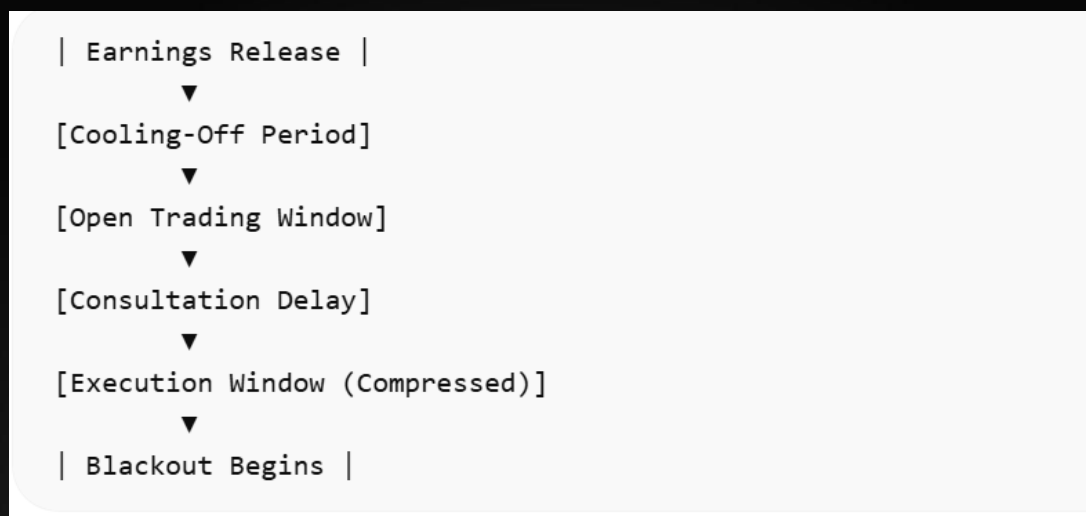 | Earnings Release |
▼
[Cooling-Off Period]
▼
[Open Trading Window]
▼
[Consultation Delay]
▼
[Execution Window (Compressed)]
▼
| Blackout Begins |